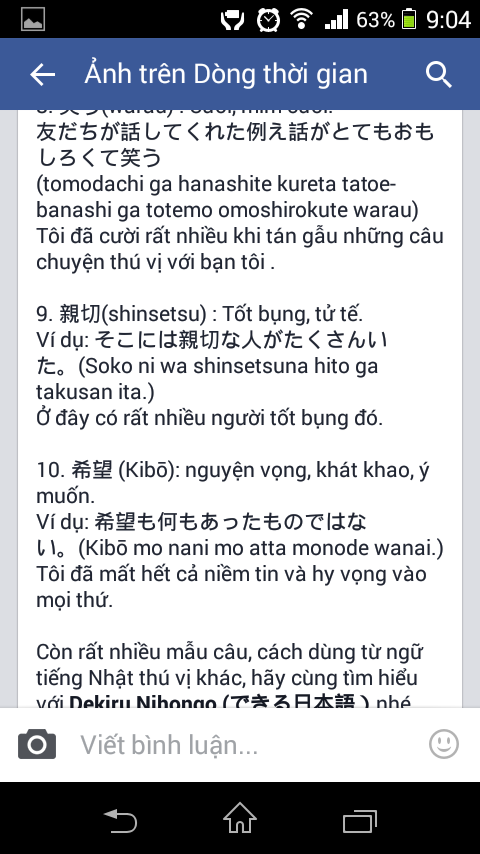 63% 9:04
Ảnh trên Dòng thời gian
8. 笑う(warau) : Cười, mỉm cười.
友だちが話してくれた例え話がとてもおも
しろくて笑う
(tomodachi ga hanashite kureta tatoe-
banashi ga totemo omoshirokute warau)
Tôi đã cười rất nhiều khi tán gẫu những câu
chuyện thú vị với bạn tôi .
9. 親切(shinsetsu) : Tốt bụng, tử tế.
Ví dụ: そこには親切な人がたくさんい
た。(Soko ni wa shinsetsuna hito ga
takusan ita.)
Ở đây có rất nhiều người tốt bụng đó.
10. 希望 (Kibō): nguyện vọng, khát khao, ý
muốn.
Ví dụ: 希望も何もあったものではな
い。(Kibō mo nani mo atta monode wanai.)
Tôi đã mất hết cả niềm tin và hy vọng vào
mọi thứ.
Còn rất nhiều mẫu câu, cách dùng từ ngữ
tiếng Nhật thú vị khác, hãy cùng tìm hiểu
với Dekiru Nihongo (できる日本語 ) nhé
Viết bình luận...